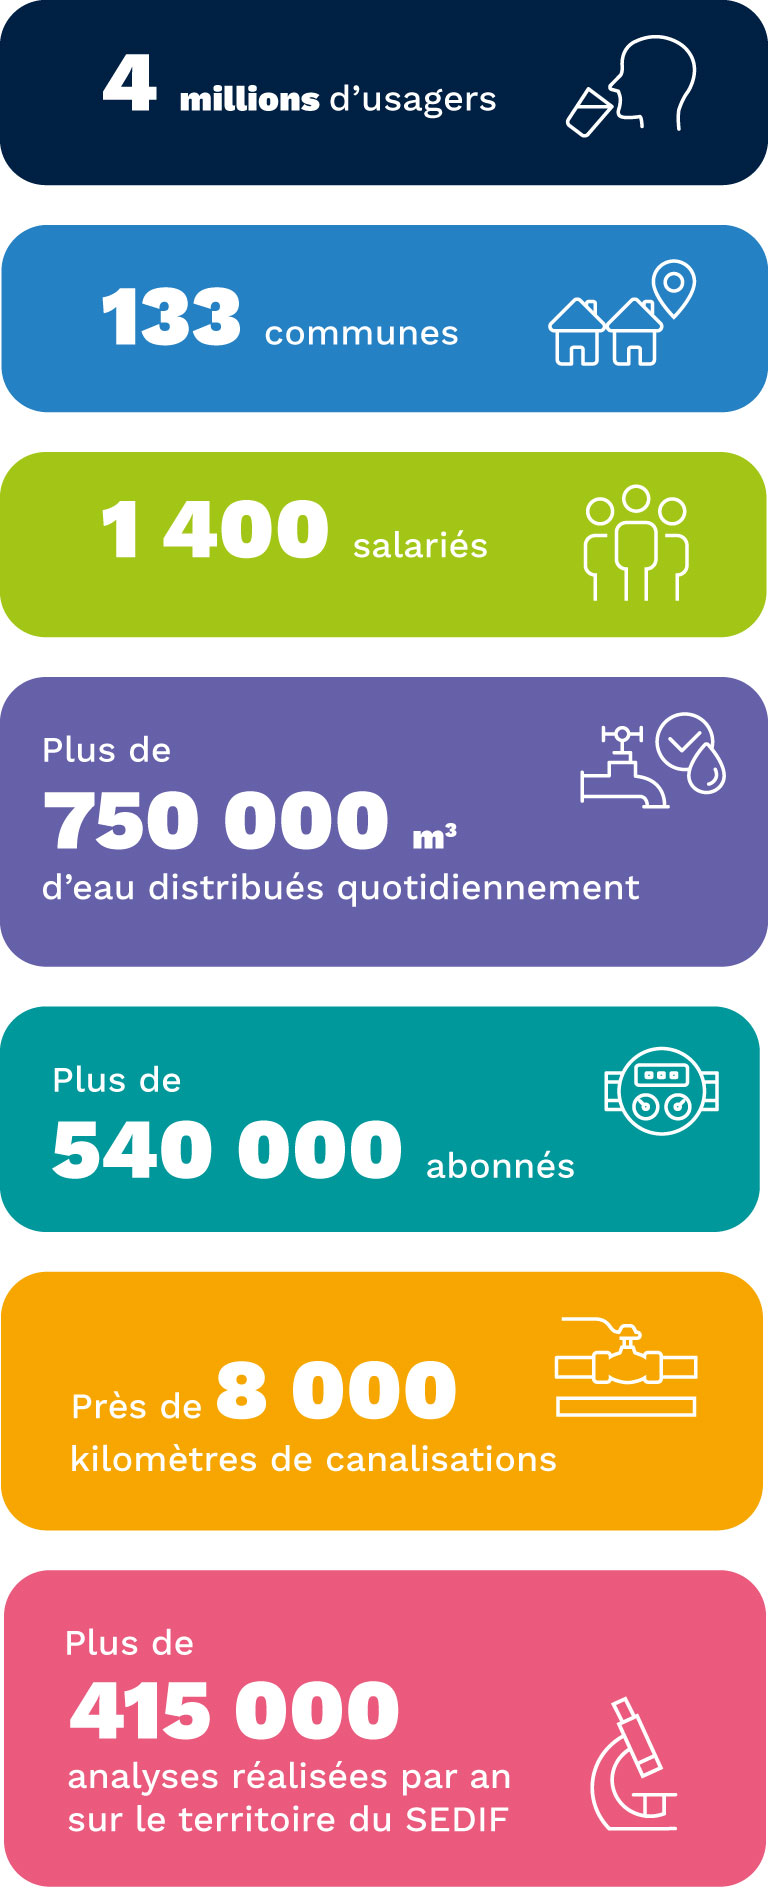 4 millions d’usagers
133 communes
1 400 salariés
Plus de
750 000 m³
d’eau distribués quotidiennement
Plus de
540 000 abonnés
Près de 8 000
kilomètres de canalisations
Plus de
415 000
analyses réalisées par an
sur le territoire du SEDIF